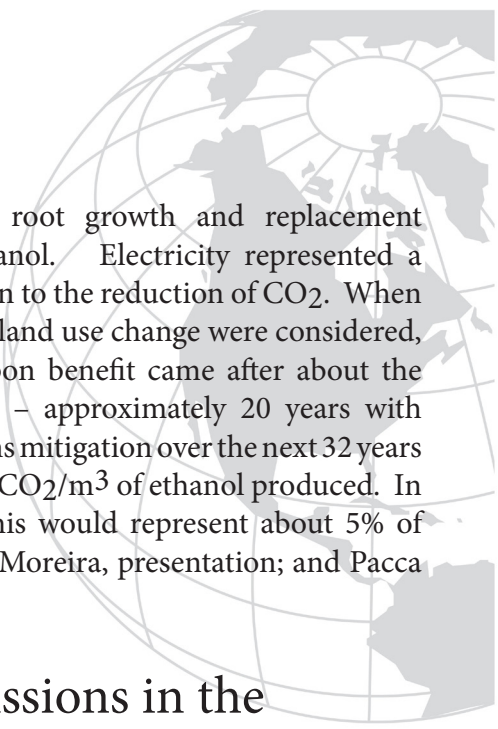 root growth and replacement
anol. Electricity represented a
n to the reduction of CO2. When
land use change were considered,
on benefit came after about the
– approximately 20 years with
ns mitigation over the next 32 years
CO2/m3 of ethanol produced. In
his would represent about 5% of
Moreira, presentation; and Pacca
ssions in the